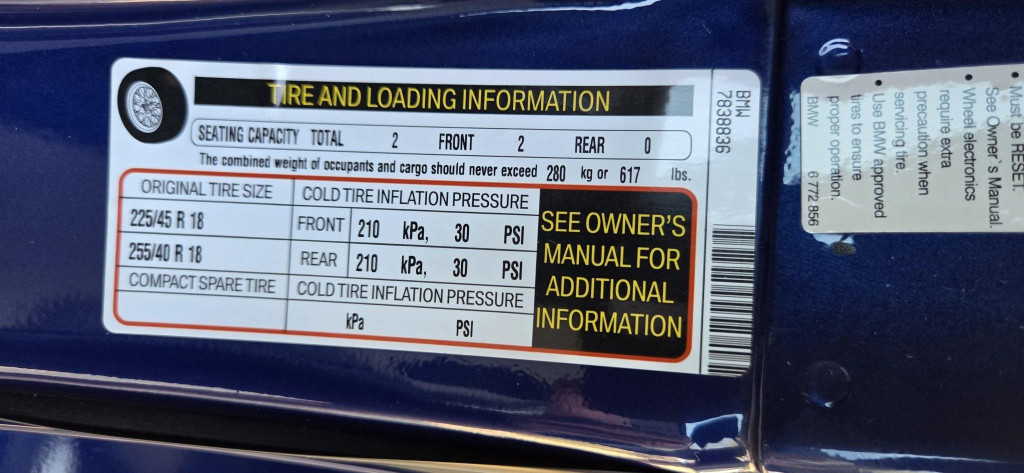 TIRE AND LOADING INFORMATION
SEATING CAPACITY TOTAL 2 FRONT 2 REAR 0
The combined weight of occupants and cargo should never exceed 280 kg or 617 lbs.
ORIGINAL TIRE SIZE
COLD TIRE INFLATION PRESSURE
225/45 R 18
FRONT 210 kPa, 30 PSI
255/40 R 18
REAR 210 kPa, 30 PSI
COMPACT SPARE TIRE
COLD TIRE INFLATION PRESSURE
kPa PSI
SEE OWNER'S
MANUAL FOR
ADDITIONAL
INFORMATION
BMW
7838836
• Must be RESET.
See Owner's Manual.
• Wheel electronics
require extra
precaution when
servicing tire.
• Use BMW approved
tires to ensure
proper operation.
BMW 6 772 856